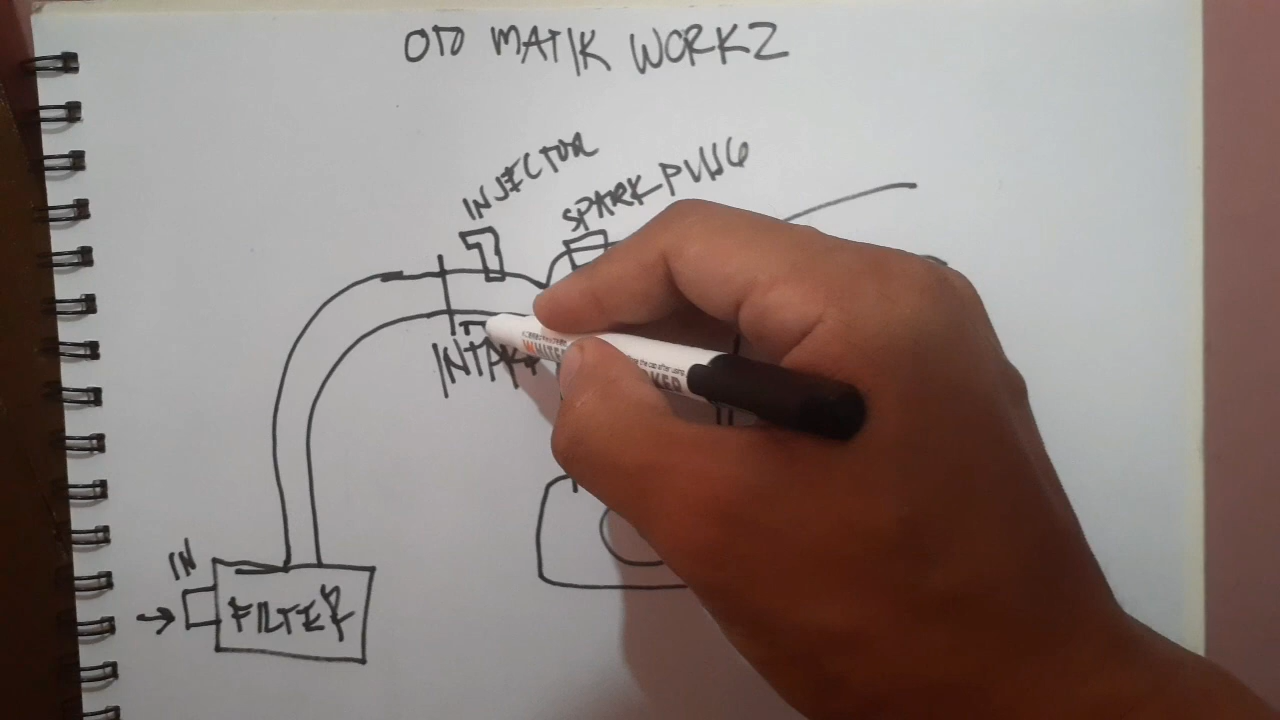 OTO MATIK WORKZ
INJECTOR
SPARK PLUG
IN
FILTER